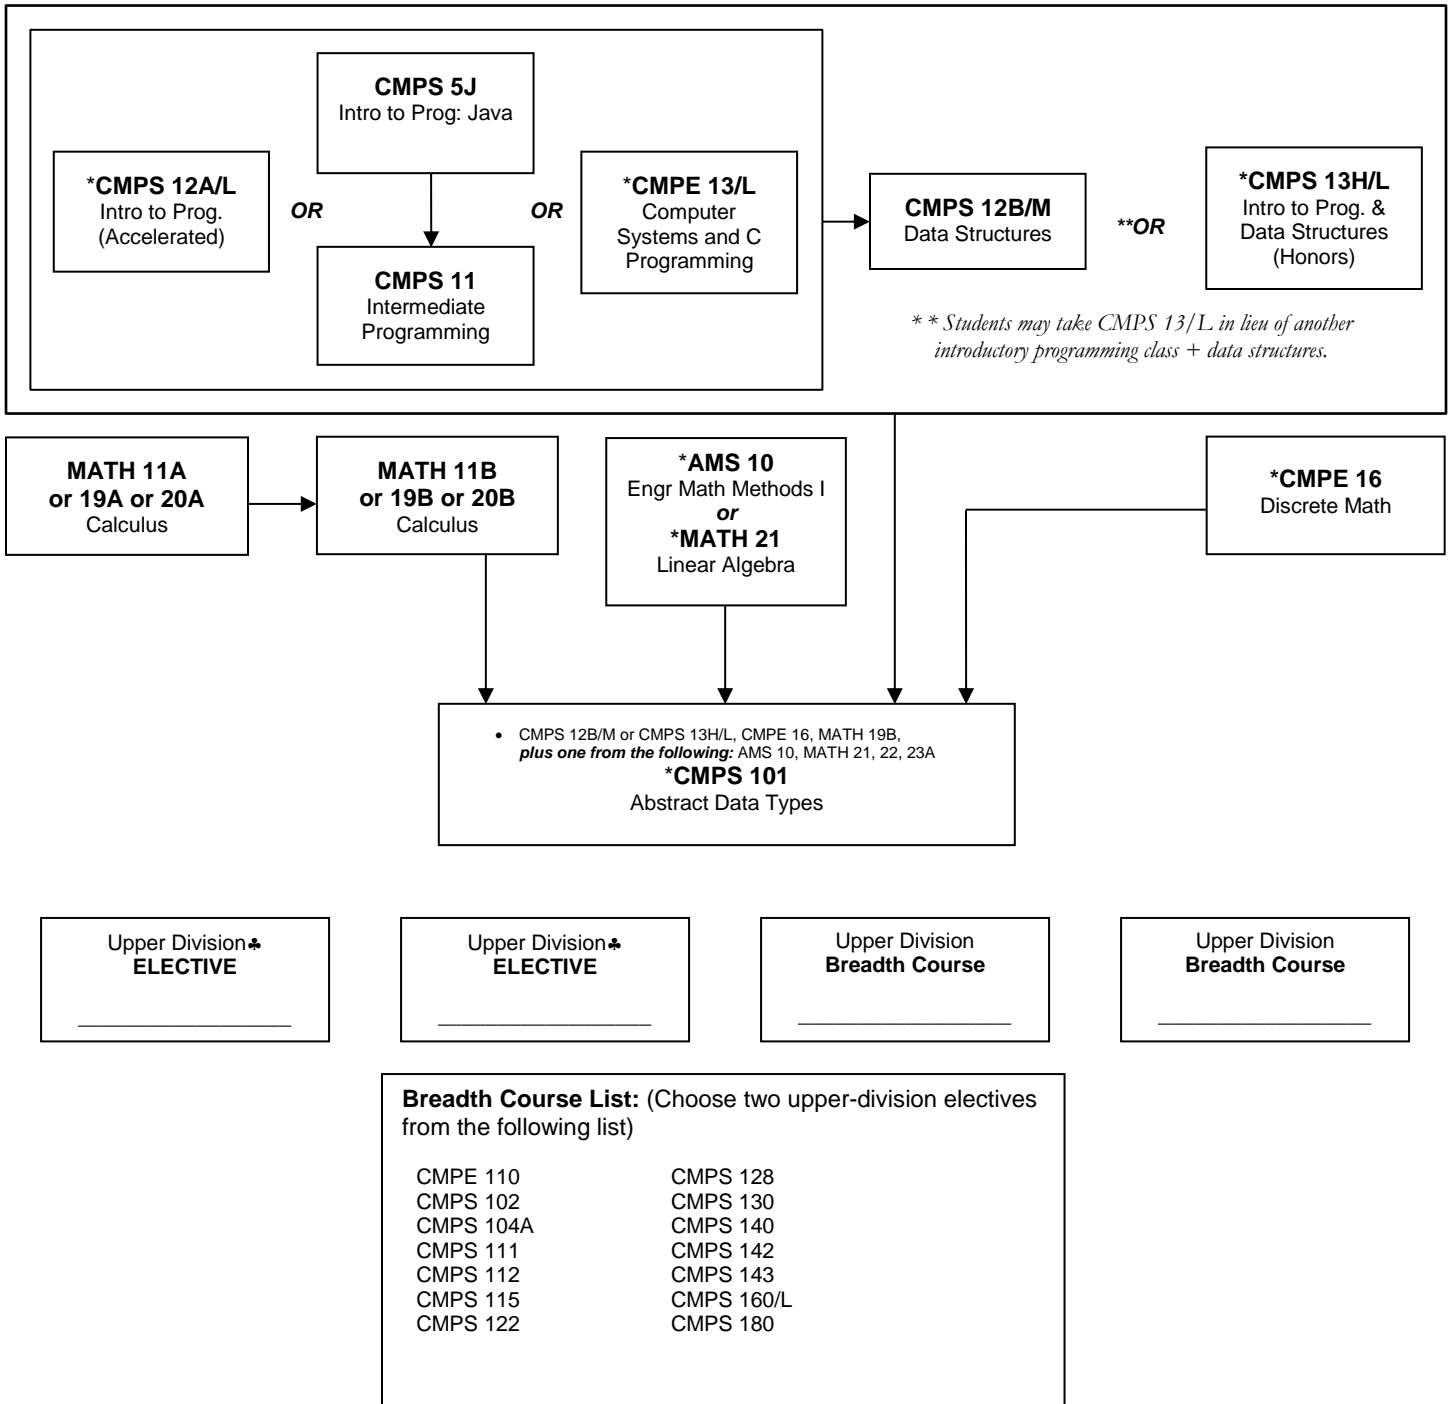 CMPS 5J
Intro to Prog: Java
*CMPS 12A/L
Intro to Prog.
(Accelerated)
OR
CMPS 11
Intermediate
Programming
OR
*CMPE 13/L
Computer
Systems and C
Programming
CMPS 12B/M
Data Structures
**OR
*CMPS 13H/L
Intro to Prog. &
Data Structures
(Honors)
* * Students may take CMPS 13/L in lieu of another
introductory programming class + data structures.
MATH 11A
or 19A or 20A
Calculus
MATH 11B
or 19B or 20B
Calculus
*AMS 10
Engr Math Methods I
or
*MATH 21
Linear Algebra
*CMPE 16
Discrete Math
• CMPS 12B/M or CMPS 13H/L, CMPE 16, MATH 19B,
plus one from the following: AMS 10, MATH 21, 22, 23A
*CMPS 101
Abstract Data Types
Upper Division♣
ELECTIVE
Upper Division♣
ELECTIVE
Upper Division
Breadth Course
Upper Division
Breadth Course
Breadth Course List: (Choose two upper-division electives
from the following list)
CMPE 110
CMPS 102
CMPS 104A
CMPS 111
CMPS 112
CMPS 115
CMPS 122
CMPS 128
CMPS 130
CMPS 140
CMPS 142
CMPS 143
CMPS 160/L
CMPS 180